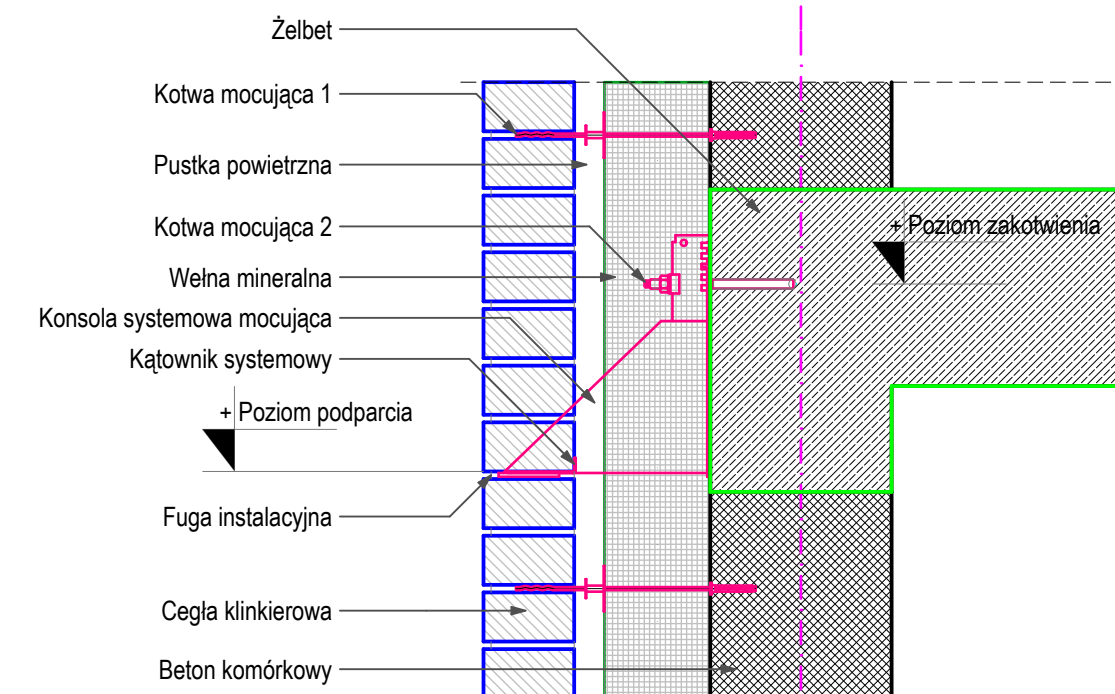 Żelbet
Kotwa mocująca 1
Pustka powietrzna
Kotwa mocująca 2
+ Poziom zakotwienia
Wełna mineralna
Konsola systemowa mocująca
Kątownik systemowy
+ Poziom podparcia
Fuga instalacyjna
Cegła klinkierowa
Beton komórkowy